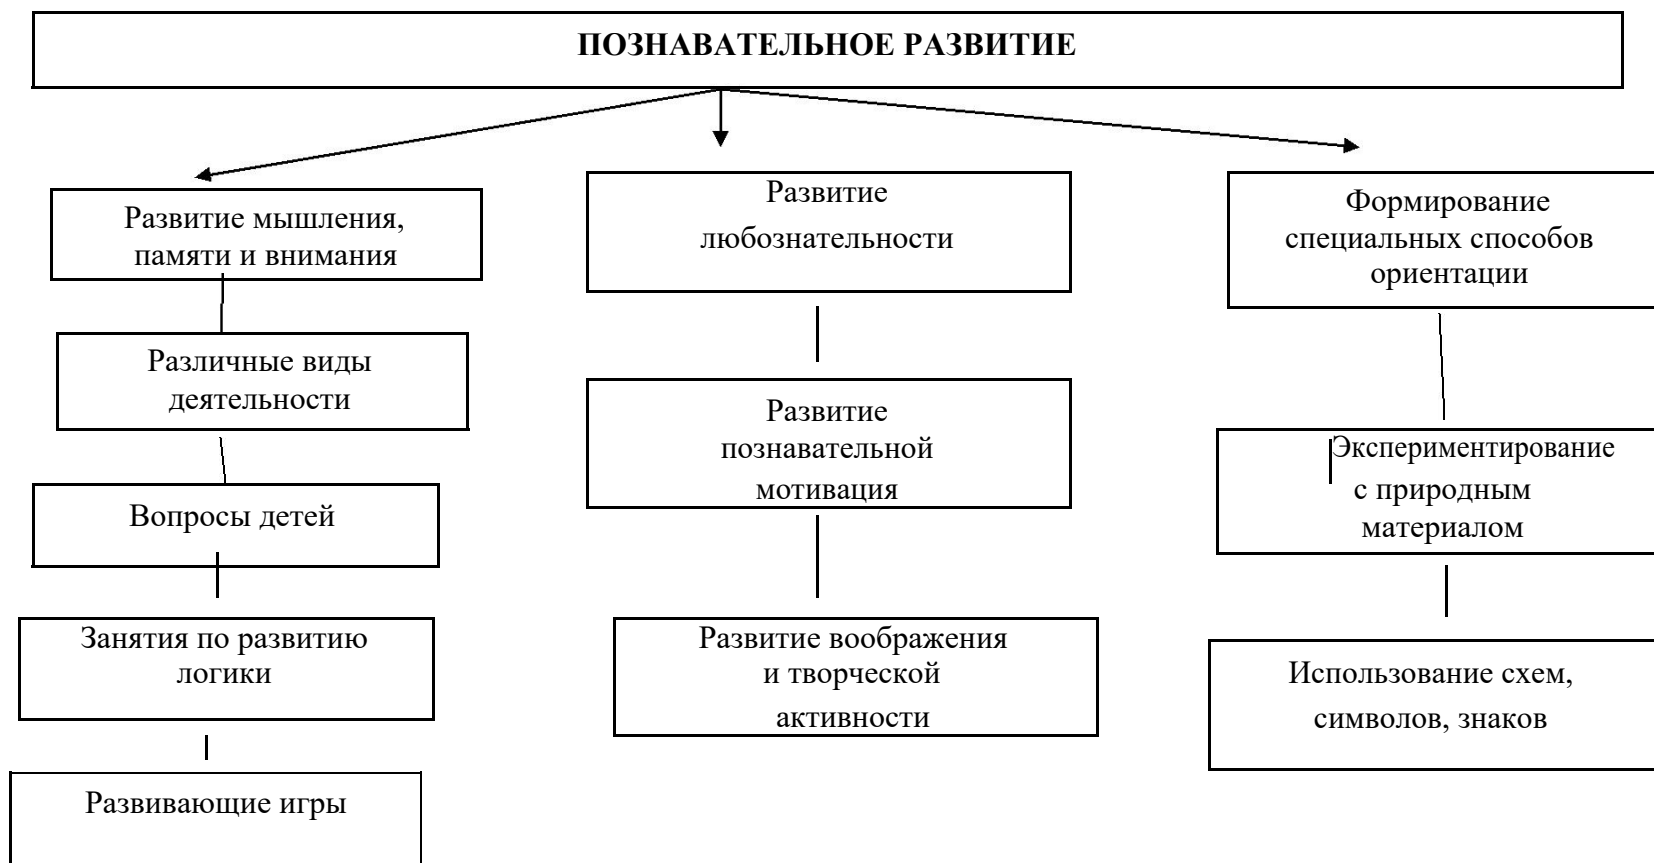 ПОЗНАВАТЕЛЬНОЕ РАЗВИТИЕ
Развитие мышления,
памяти и внимания
Различные виды
деятельности
Вопросы детей
Занятия по развитию
логики
Развивающие игры
Развитие
любознательности
Развитие
познавательной
мотивация
Развитие воображения
и творческой
активности
Формирование
специальных способов
ориентации
Экспериментирование
с природным
материалом
Использование схем,
символов, знаков